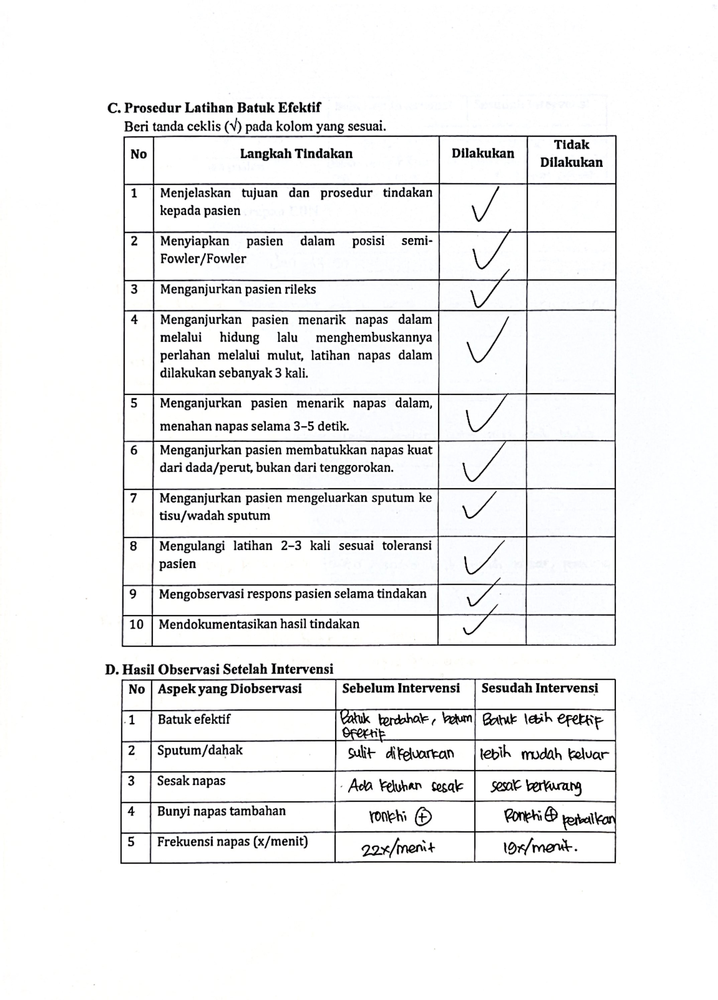 C. Prosedur Latihan Batuk Efektif
Beri tanda ceklis (√) pada kolom yang sesuai.
No Langkah Tindakan Dilakukan Tidak Dilakukan
1 Menjelaskan tujuan dan prosedur tindakan
kepada pasien ✓
2 Menyiapkan pasien dalam posisi semi-
Fowler/Fowler ✓
3 Menganjurkan pasien rileks ✓
4 Menganjurkan pasien menarik napas dalam
melalui hidung lalu menghembuskannya
perlahan melalui mulut, latihan napas dalam
dilakukan sebanyak 3 kali. ✓
5 Menganjurkan pasien menarik napas dalam,
menahan napas selama 3–5 detik. ✓
6 Menganjurkan pasien membatukkan napas kuat
dari dada/perut, bukan dari tenggorokan. ✓
7 Menganjurkan pasien mengeluarkan sputum ke
tisu/wadah sputum ✓
8 Mengulangi latihan 2–3 kali sesuai toleransi
pasien ✓
9 Mengobservasi respons pasien selama tindakan ✓
10 Mendokumentasikan hasil tindakan ✓
D. Hasil Observasi Setelah Intervensi
No Aspek yang Diobservasi Sebelum Intervensi Sesudah Intervensi
1 Batuk efektif Batuk berdahak, belum efektif Batuk lebih efektif
2 Sputum/dahak sulit dikeluarkan lebih mudah keluar
3 Sesak napas Ada keluhan sesak sesak berkurang
4 Bunyi napas tambahan ronkhi ⊕ Ronkhi ⊕ perbaikan
5 Frekuensi napas (x/menit) 22x/menit 19x/menit.